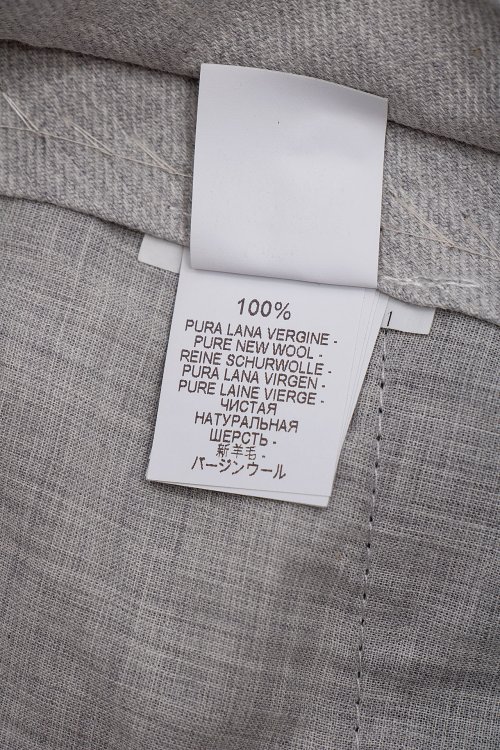 100%
PURA LANA VERGINE -
PURE NEW WOOL -
REINE SCHURWOLLE -
PURA LANA VIRGEN -
PURE LAINE VIERGE -
ЧИСТАЯ
НАТУРАЛЬНАЯ
ШЕРСТЬ -
新羊毛 -
バージンウール
1